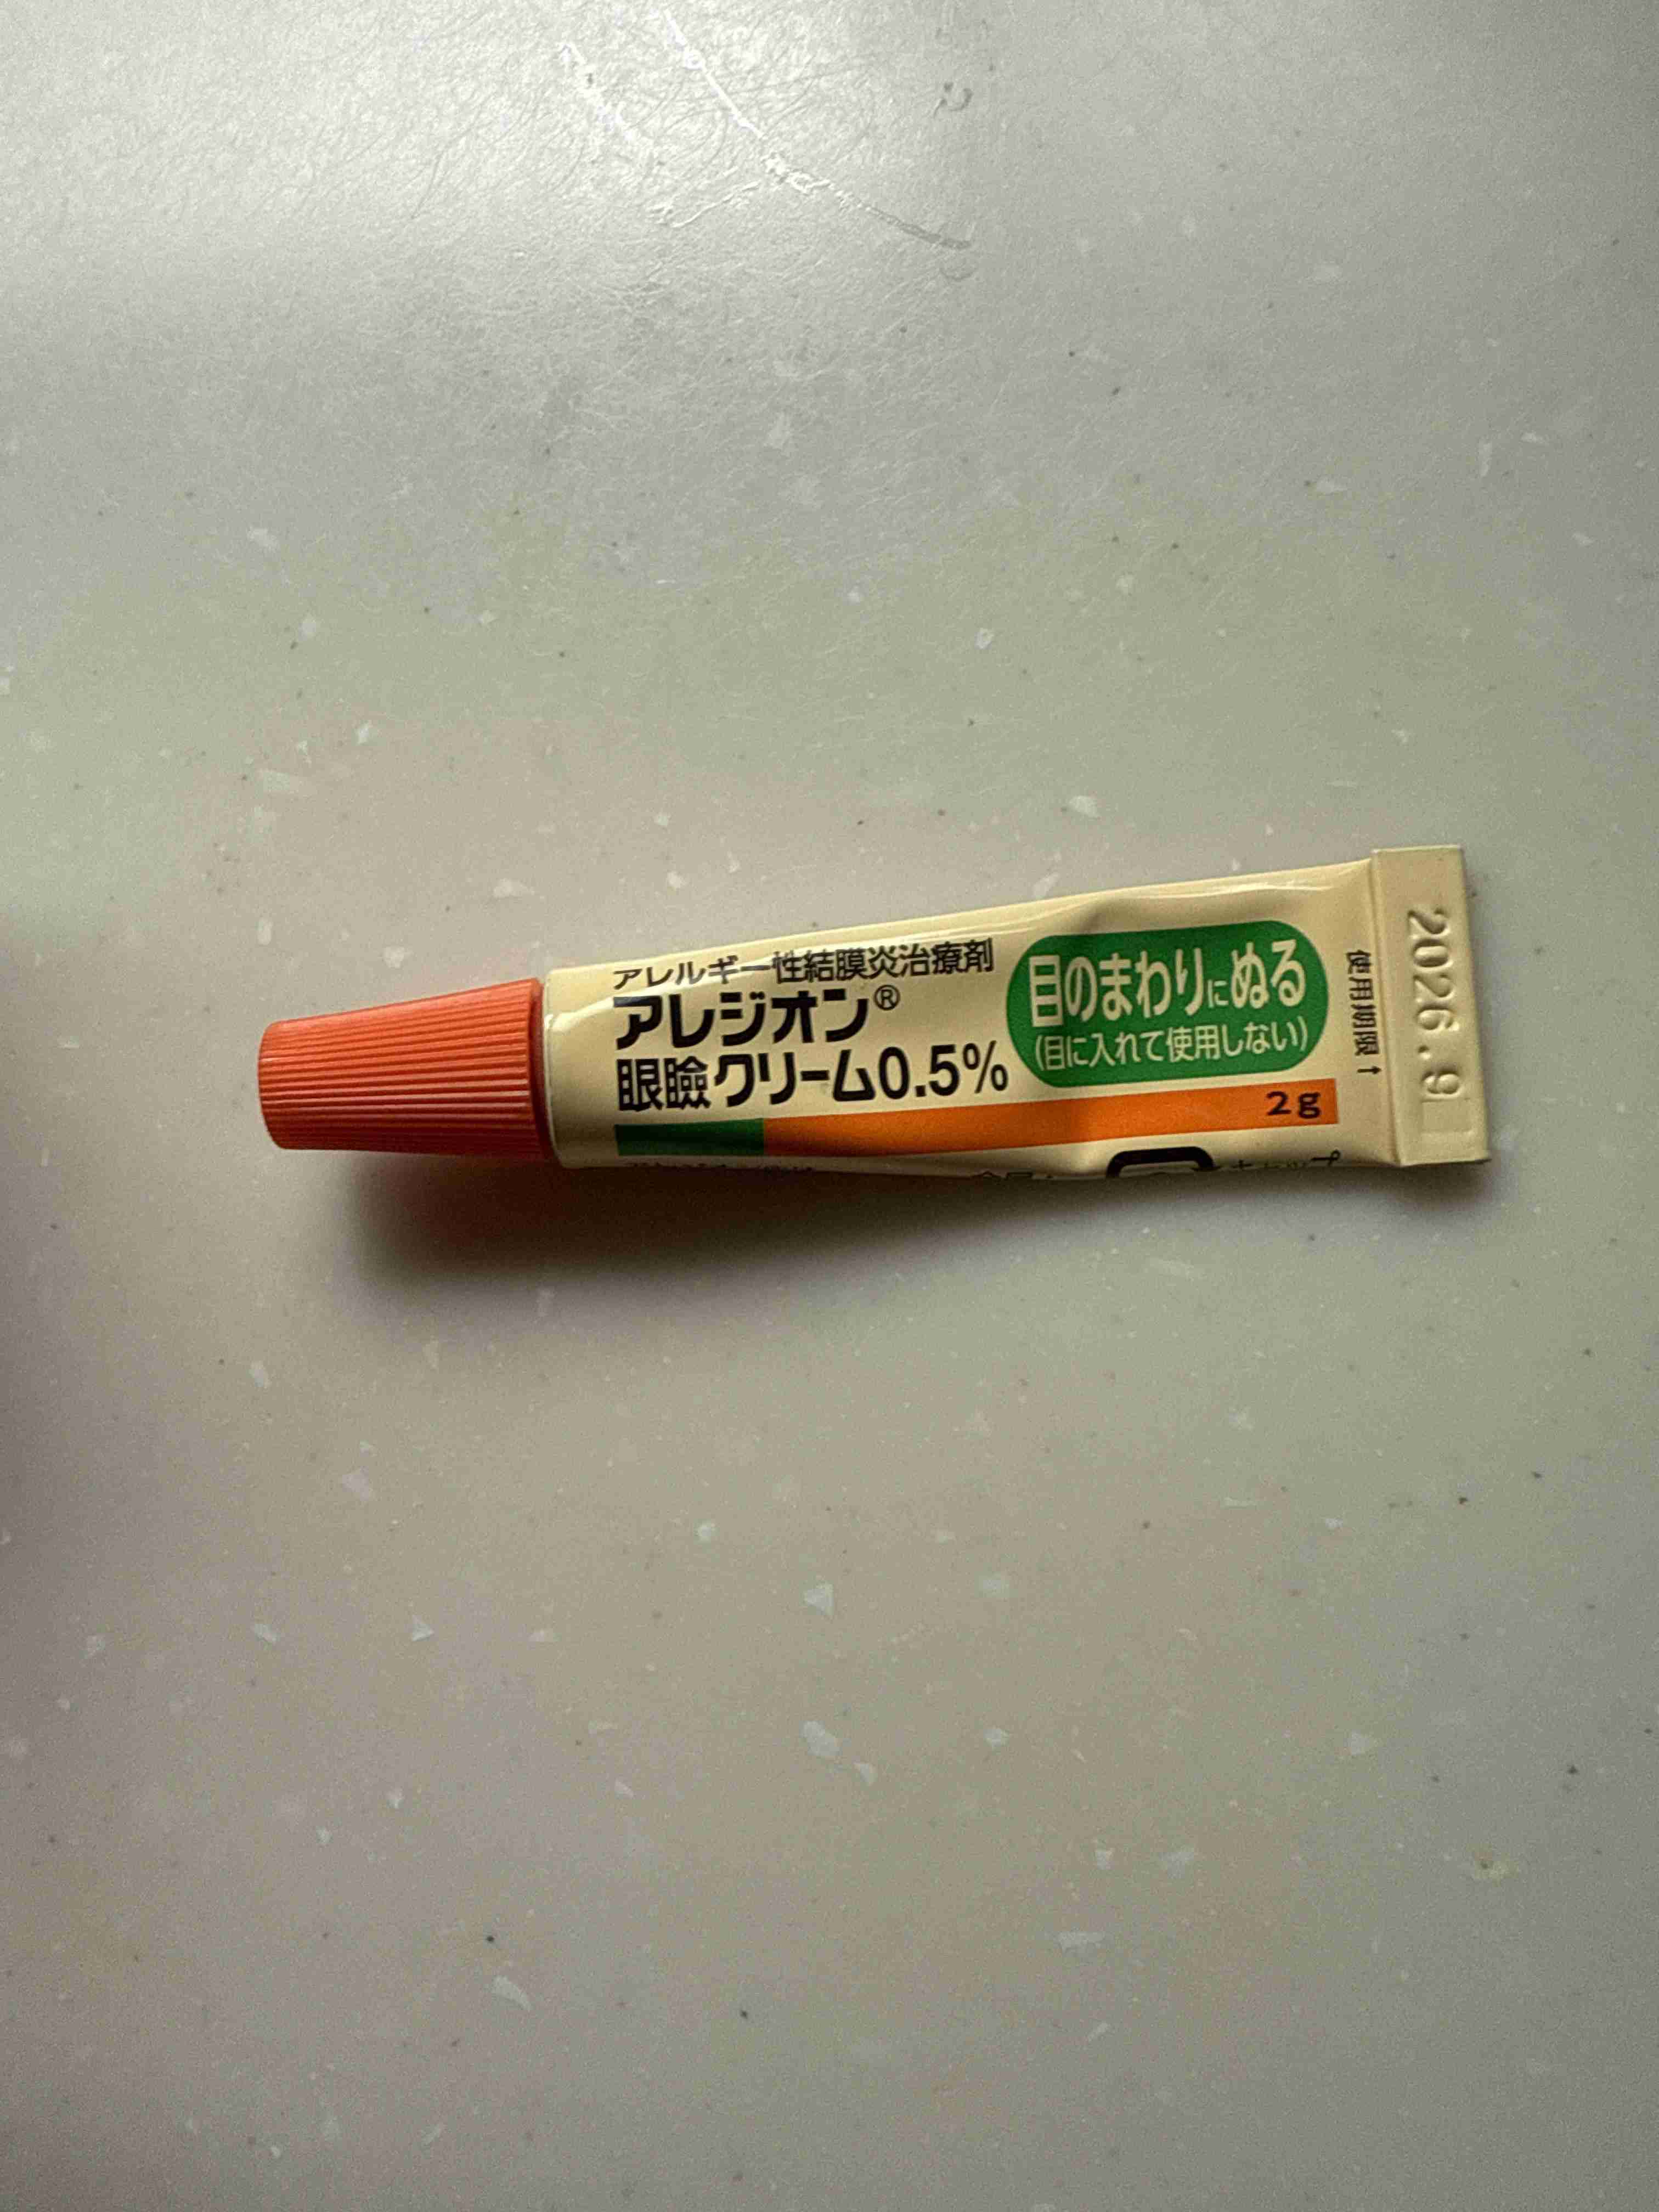 アレルギー性結膜炎治療剤
アレジオン®
眼瞼クリーム0.5%
目のまわりにぬる
(目に入れて使用しない)
2g
使用期限↑
2026.9